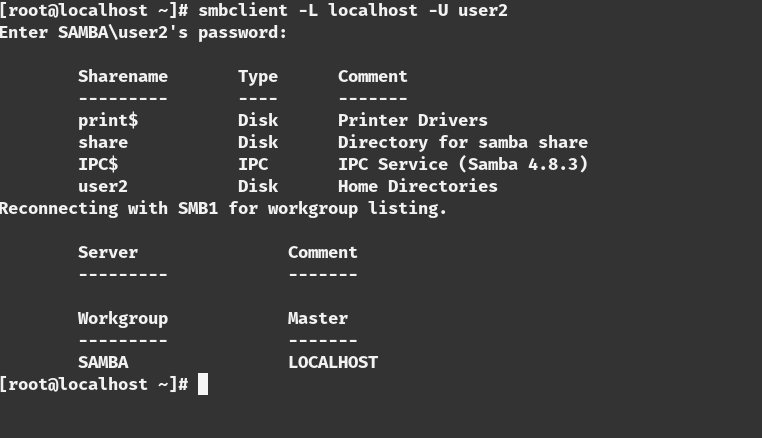 [root@localhost ~]# smbclient -L localhost -U user2
Enter SAMBA\user2's password:
Sharename Type Comment
--------- ---- -------
print$ Disk Printer Drivers
share Disk Directory for samba share
IPC$ IPC IPC Service (Samba 4.8.3)
user2 Disk Home Directories
Reconnecting with SMB1 for workgroup listing.
Server Comment
--------- -------
Workgroup Master
--------- -------
SAMBA LOCALHOST
[root@localhost ~]#